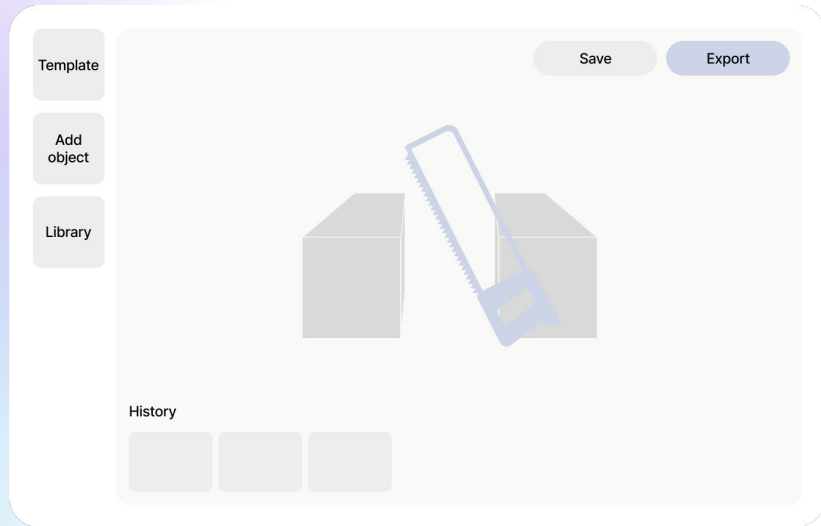 Template
Save
Export
Add
object
Library
History